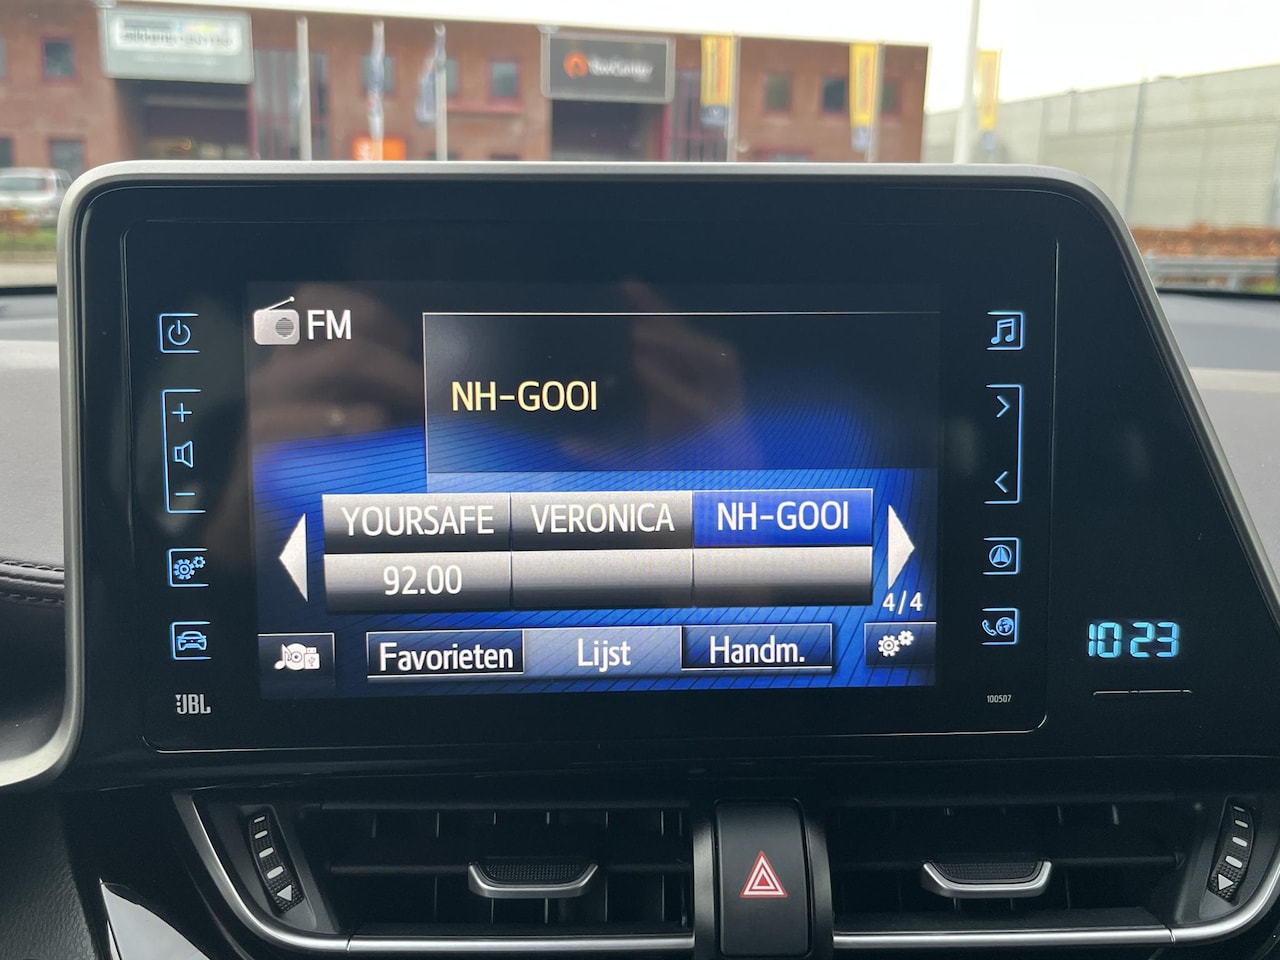 FM
NH-GOOI
YOURSAFE VERONICA NH-GOOI
92.00
4/4
Favorieten Lijst Handm.
10:23
JBL
100507